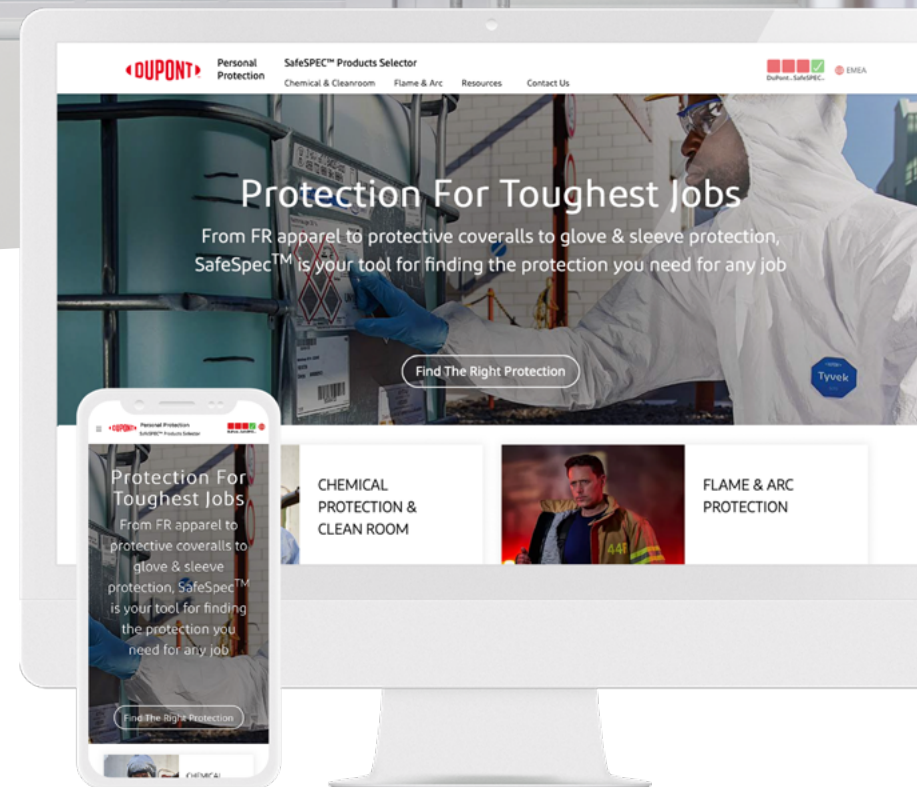 DUPONT
Personal
Protection
SafeSPEC™ Products Selector
Chemical & Cleanroom Flame & Arc Resources Contact Us
DuPont™ SafeSPEC™
EMEA
Protection For Toughest Jobs
From FR apparel to protective coveralls to glove & sleeve protection,
SafeSpec™ is your tool for finding the protection you need for any job
Find The Right Protection
Tyvek
CHEMICAL
PROTECTION &
CLEAN ROOM
FLAME & ARC
PROTECTION
441
DUPONT
Personal Protection
SafeSPEC™ Products Selector
Protection For
Toughest Jobs
From FR apparel to
protective coveralls to
glove & sleeve
protection, SafeSpec™
is your tool for finding
the protection you
need for any job
Find The Right Protection
CHEMICAL